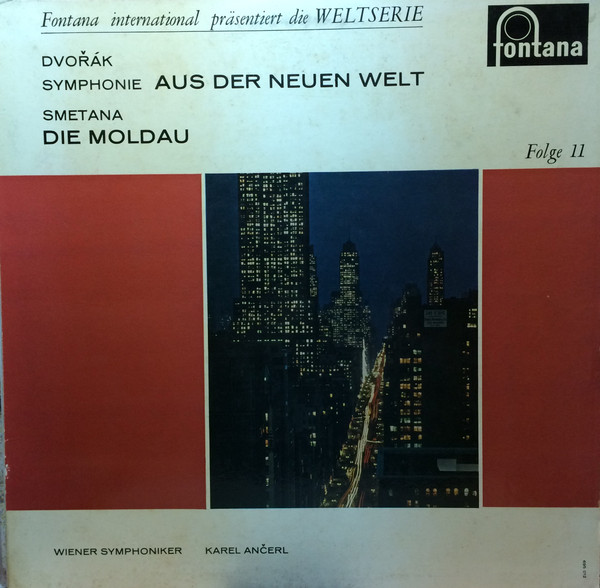 Fontana international präsentiert die WELTSERIE
fontana
DVOŘÁK
SYMPHONIE AUS DER NEUEN WELT
SMETANA
DIE MOLDAU
Folge 11
WIENER SYMPHONIKER KAREL ANČERL